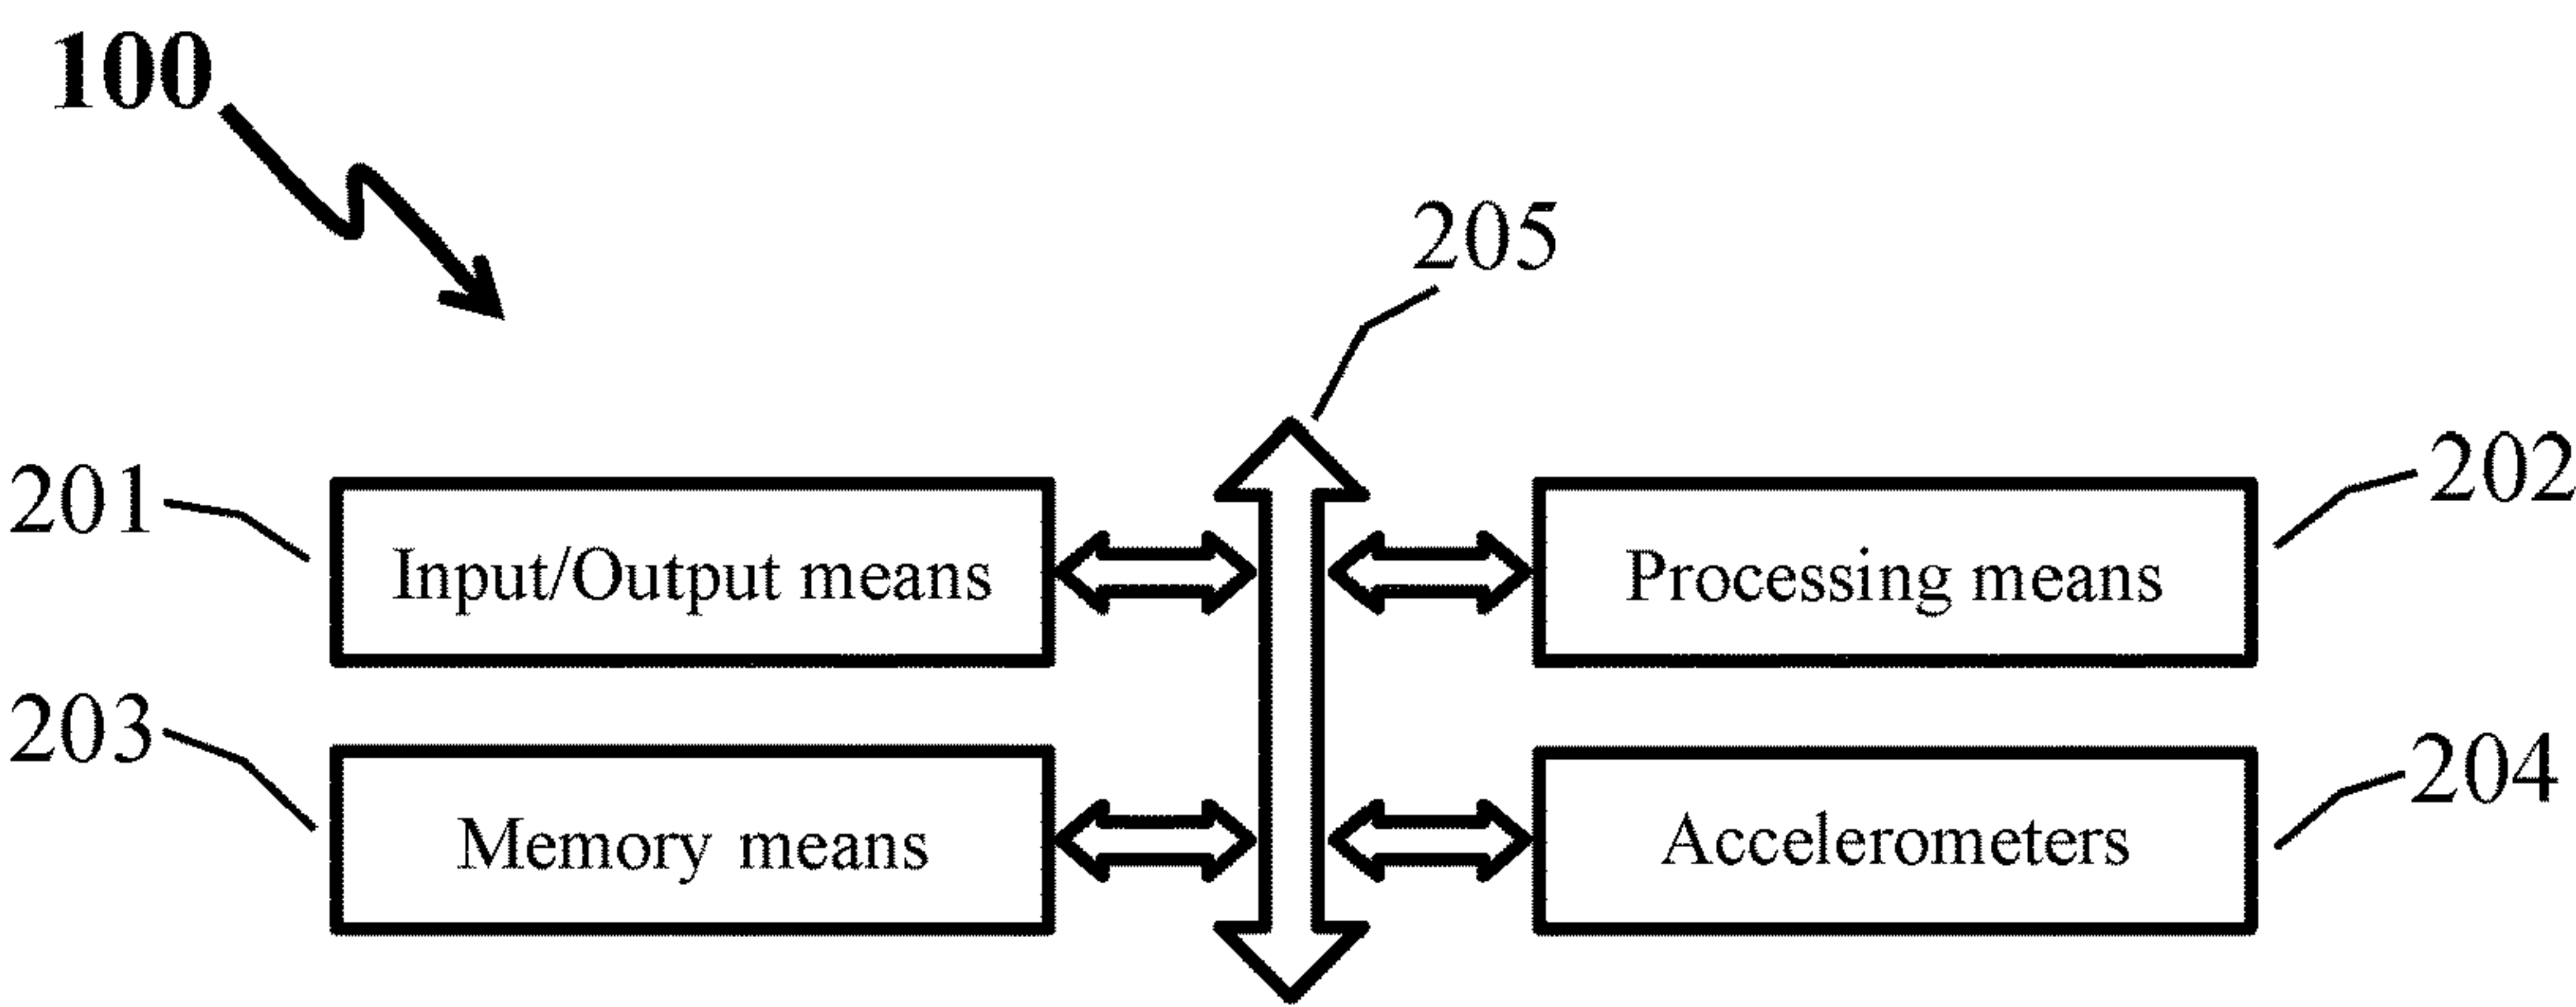 100
205
201
Input/Output means
Processing means
202
203
Memory means
Accelerometers
204